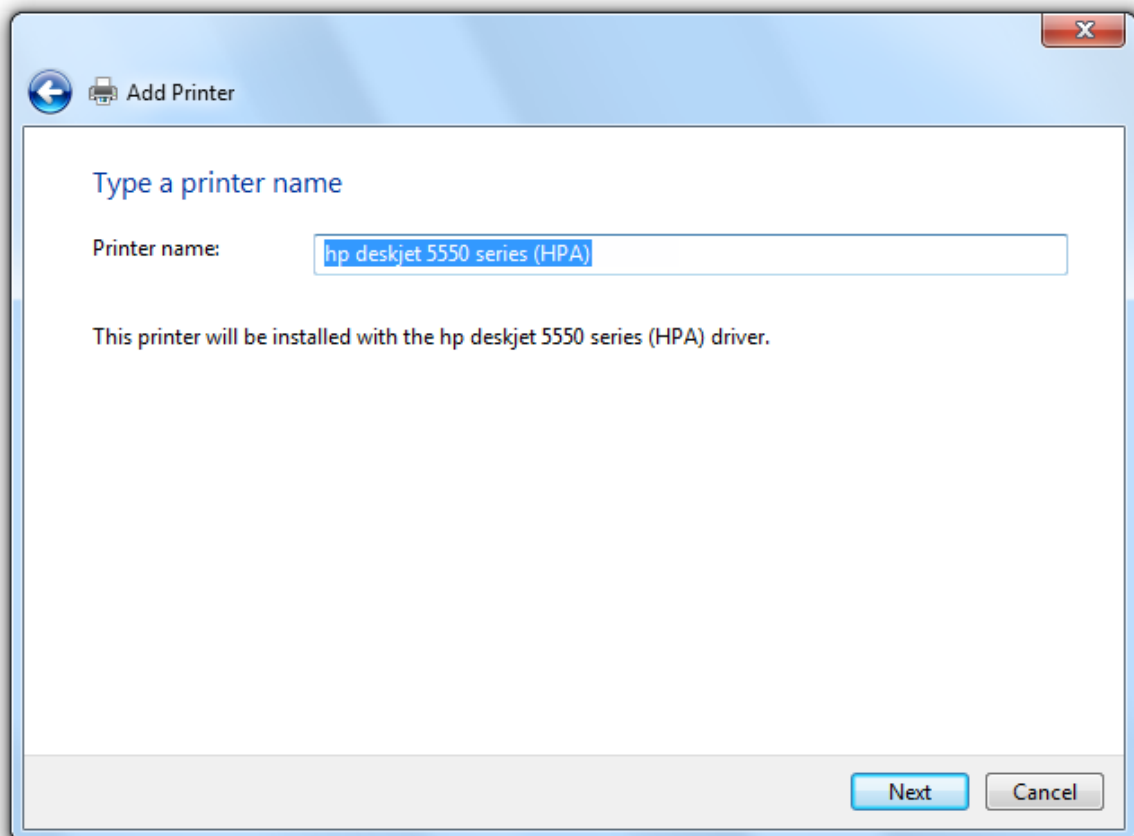 Add Printer
Type a printer name
Printer name: hp deskjet 5550 series (HPA)
This printer will be installed with the hp deskjet 5550 series (HPA) driver.
Next Cancel